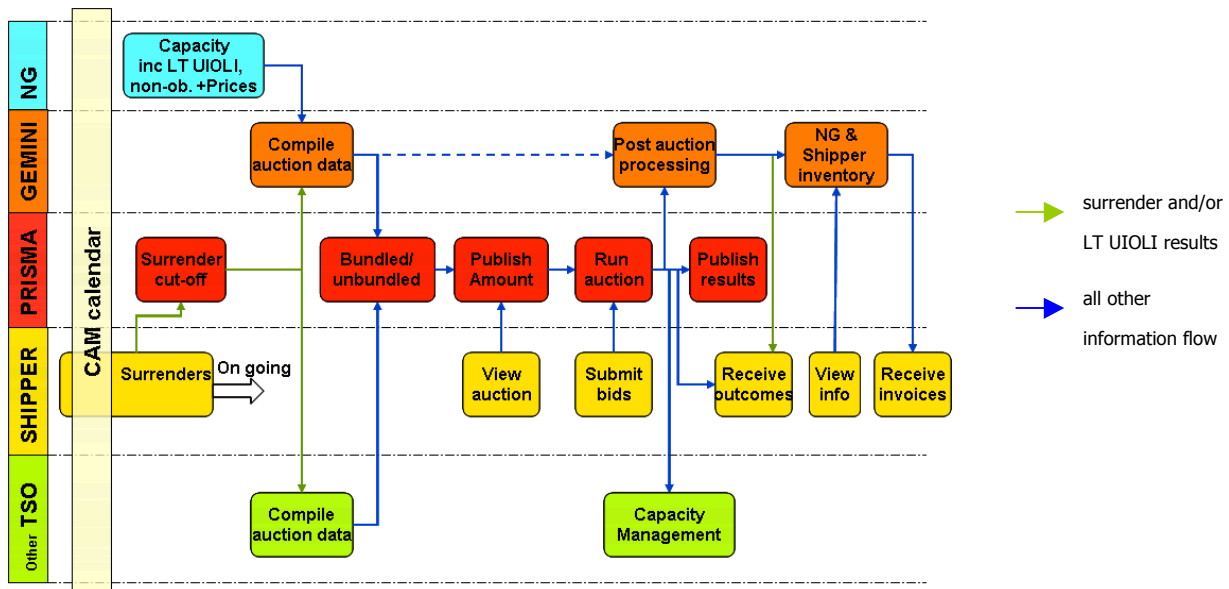 NG
Capacity
inc LT UIOLI,
non-ob. +Prices
GEMINI
Compile
auction data
Post auction
processing
NG &
Shipper
inventory
PRISMA
CAM calendar
Surrender
cut-off
Bundled/
unbundled
Publish
Amount
Run
auction
Publish
results
SHIPPER
Surrenders
On going
View
auction
Submit
bids
Receive
outcomes
View
info
Receive
invoices
Other TSO
Compile
auction data
Capacity
Management
surrender and/or
LT UIOLI results
all other
information flow